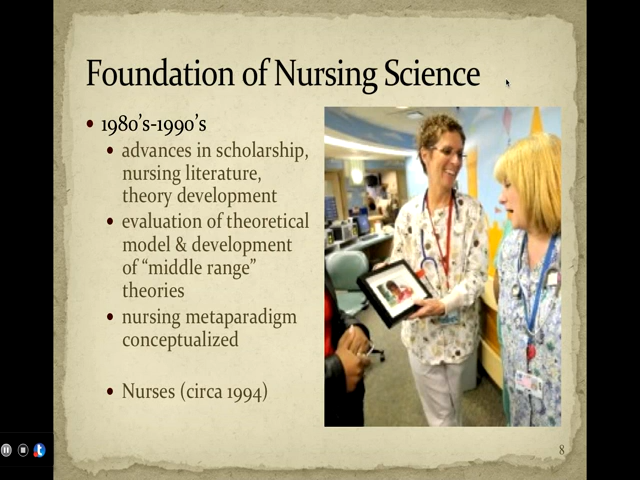 Foundation of Nursing Science
• 1980's-1990's
• advances in scholarship,
nursing literature,
theory development
• evaluation of theoretical
model & development
of “middle range”
theories
• nursing metaparadigm
conceptualized
• Nurses (circa 1994)
8